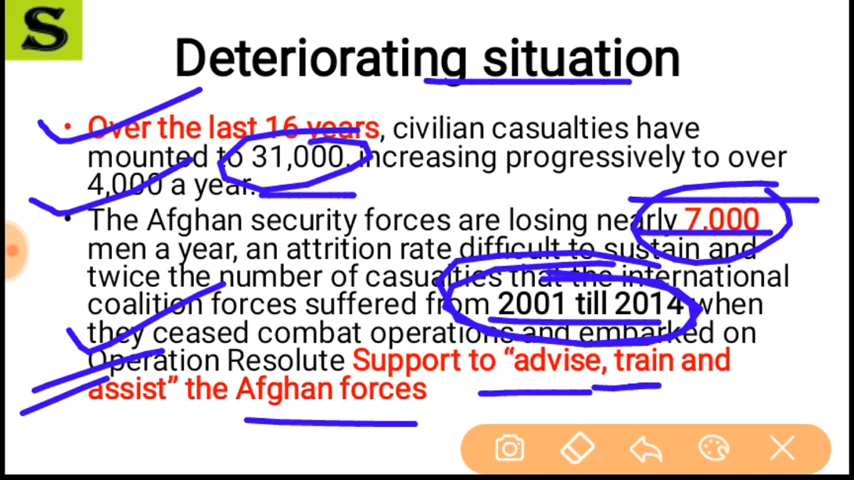 S
Deteriorating situation
• Over the last 16 years, civilian casualties have
mounted to 31,000, increasing progressively to over
4,000 a year.
• The Afghan security forces are losing nearly 7,000
men a year, an attrition rate difficult to sustain and
twice the number of casualties that the international
coalition forces suffered from 2001 till 2014 when
they ceased combat operations and embarked on
Operation Resolute Support to “advise, train and
assist” the Afghan forces